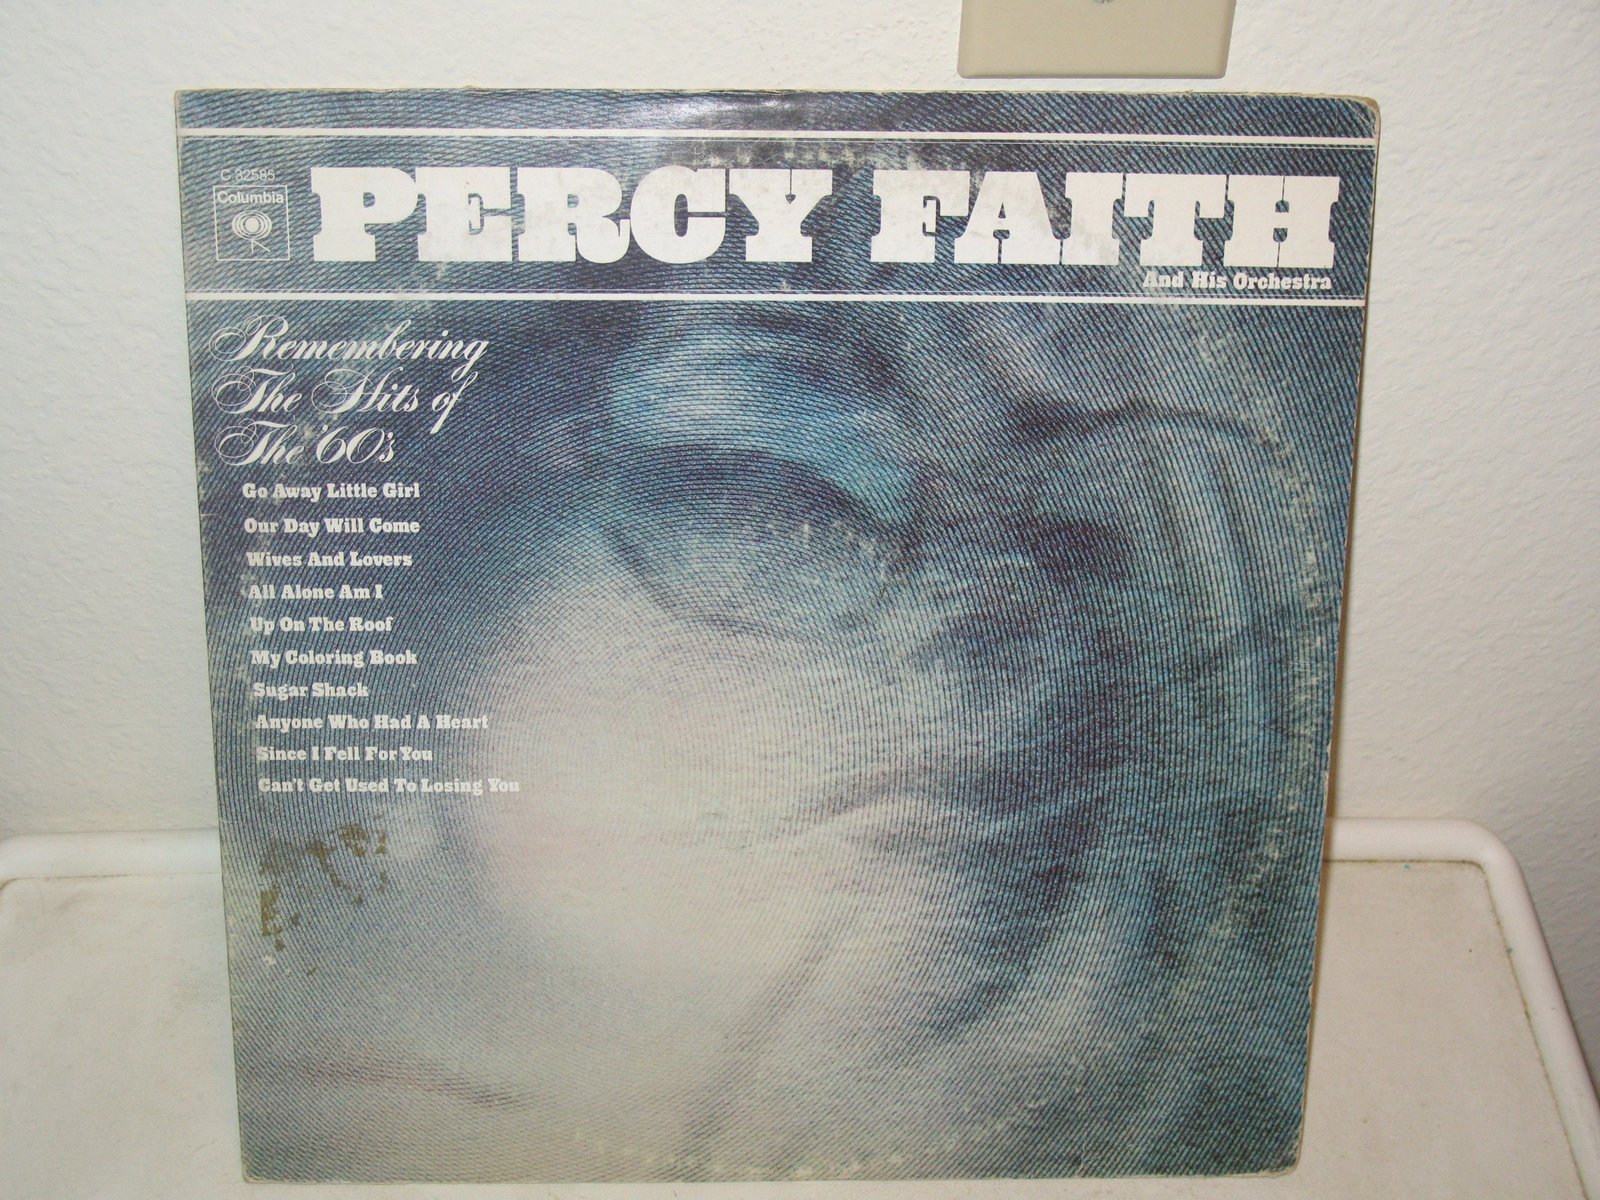 C 32585
Columbia
PERCY FAITH
And His Orchestra
Remembering
The Hits of
The '60's
Go Away Little Girl
Our Day Will Come
Wives And Lovers
All Alone Am I
Up On The Roof
My Coloring Book
Sugar Shack
Anyone Who Had A Heart
Since I Fell For You
Can't Get Used To Losing You